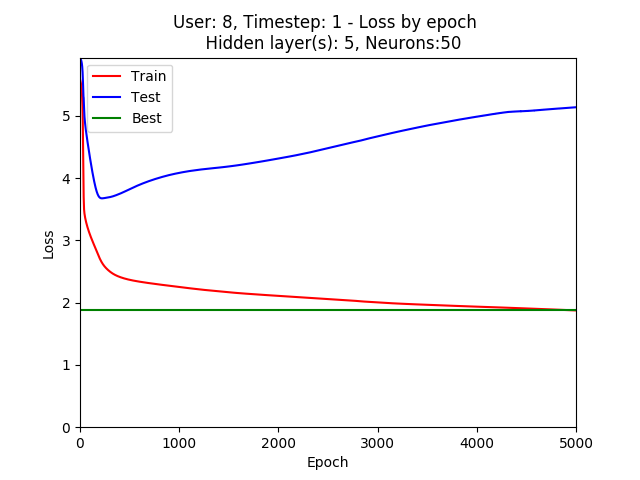 User: 8, Timestep: 1 - Loss by epoch
Hidden layer(s): 5, Neurons:50
Train
Test
Best
5
4
3
2
1
0
Loss
0 1000 2000 3000 4000 5000
Epoch